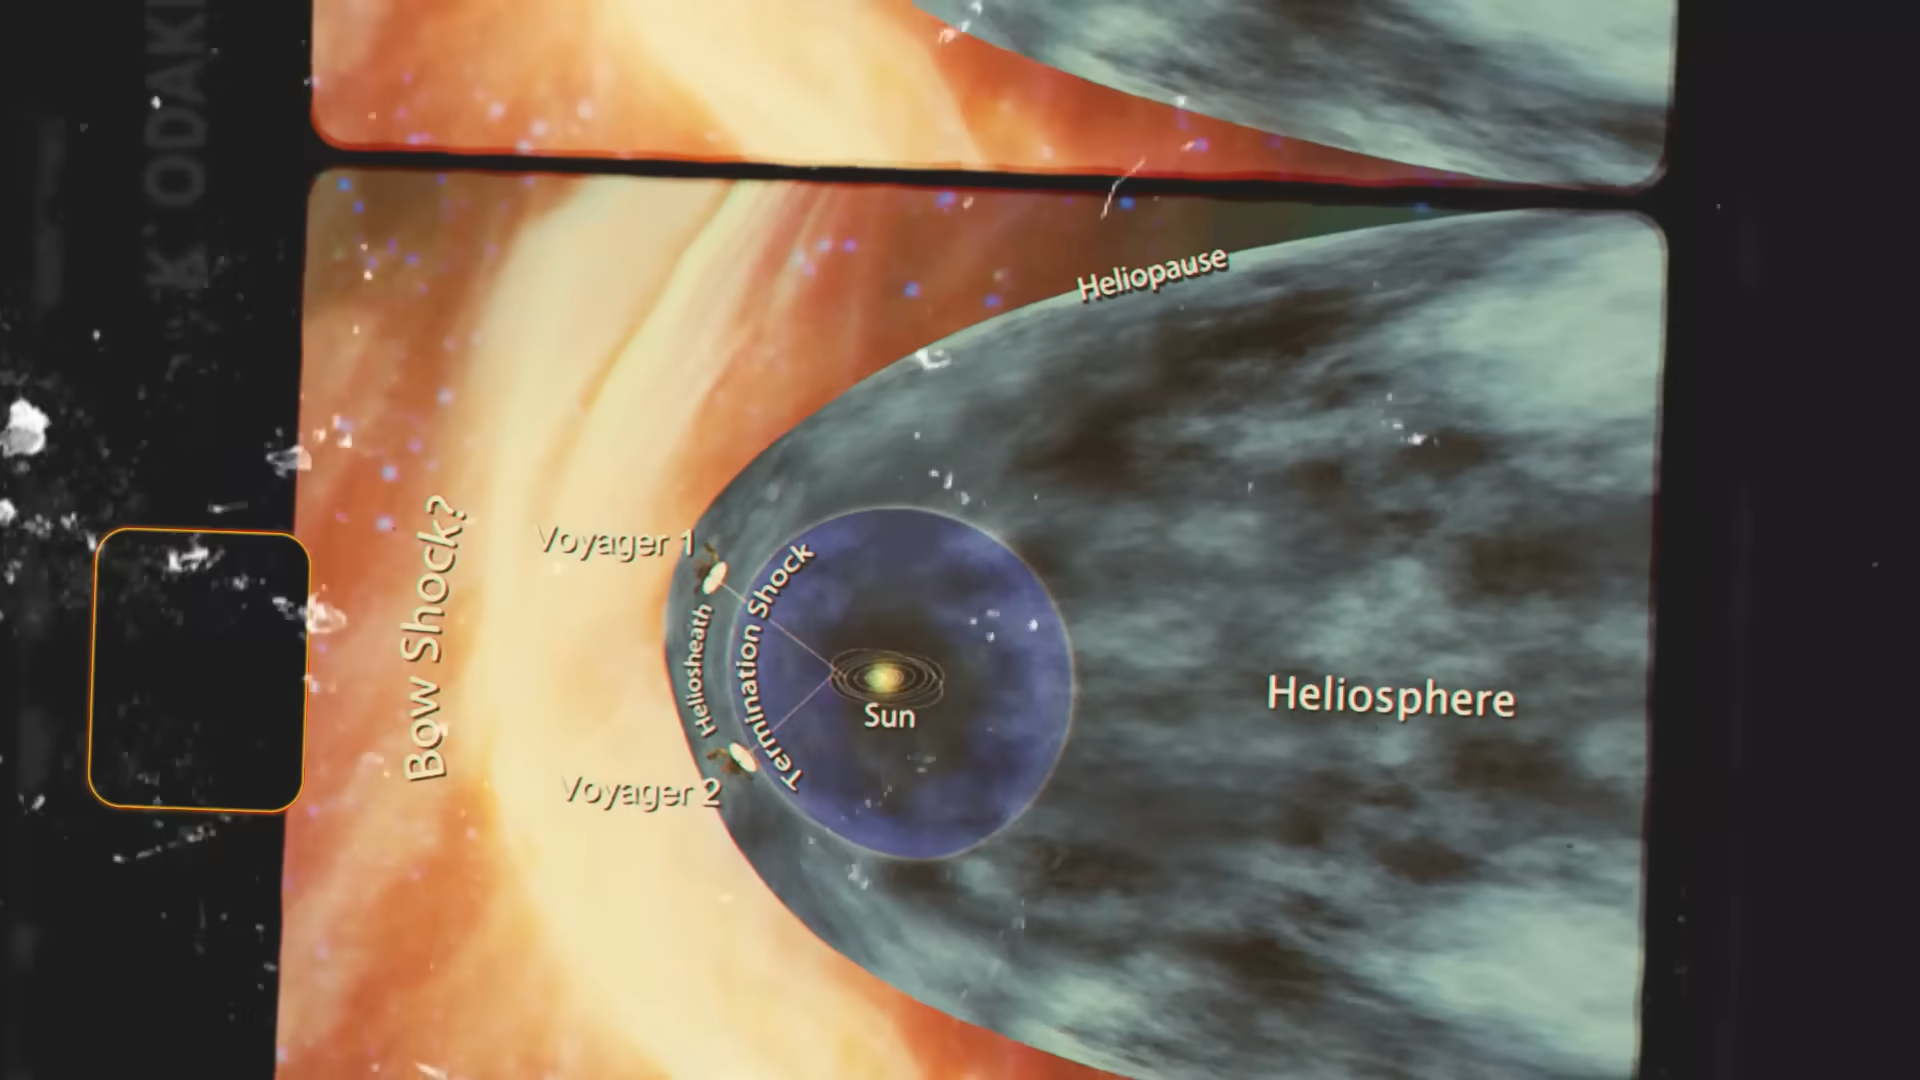 Heliopause
Bow Shock?
Voyager 1
Termination Shock
Heliosheath
Sun
Heliosphere
Voyager 2